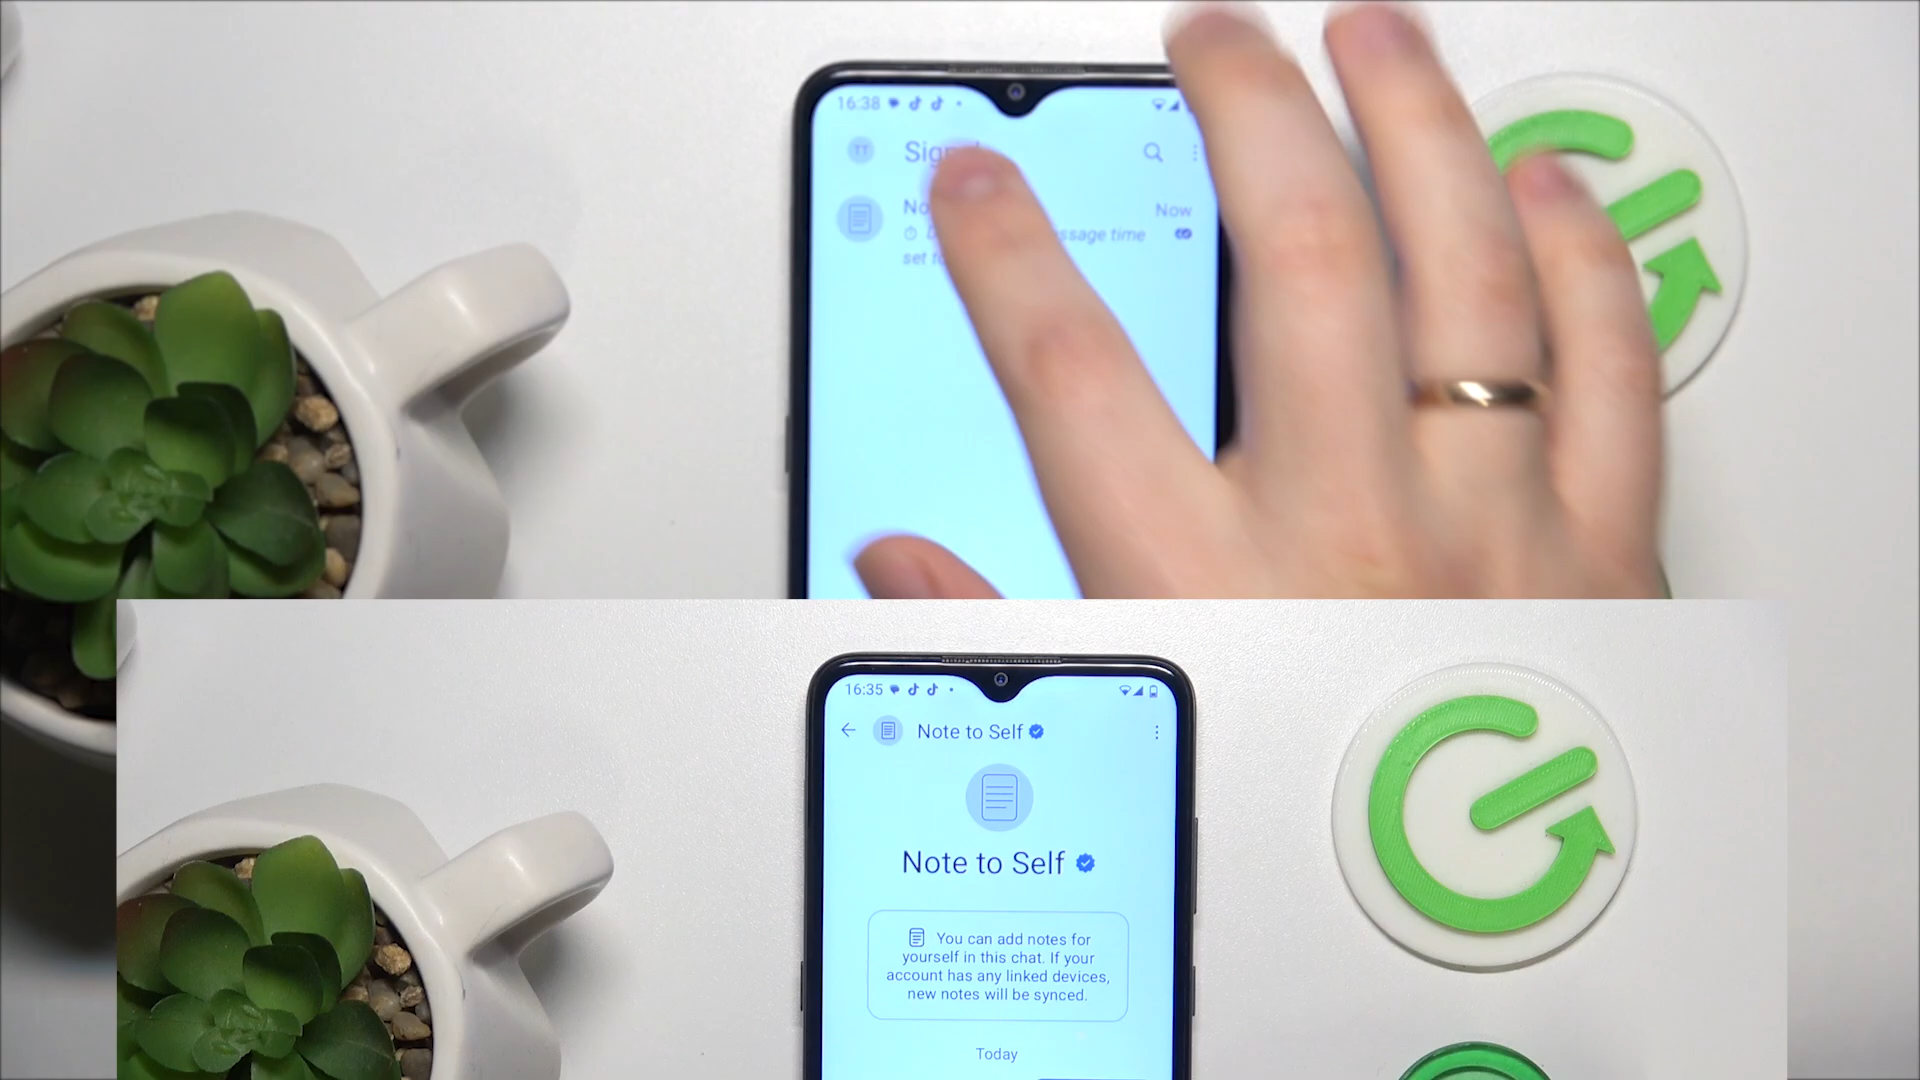 16:38
TT
Now
ssage time
16:35
Note to Self
Note to Self
You can add notes for
yourself in this chat. If your
account has any linked devices,
new notes will be synced.
Today